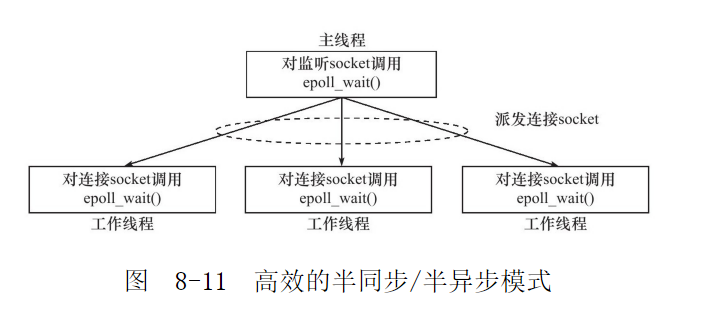 主线程
对监听socket调用
epoll_wait()
派发连接socket
对连接socket调用
epoll_wait()
工作线程
对连接socket调用
epoll_wait()
工作线程
对连接socket调用
epoll_wait()
工作线程
图 8-11 高效的半同步/半异步模式